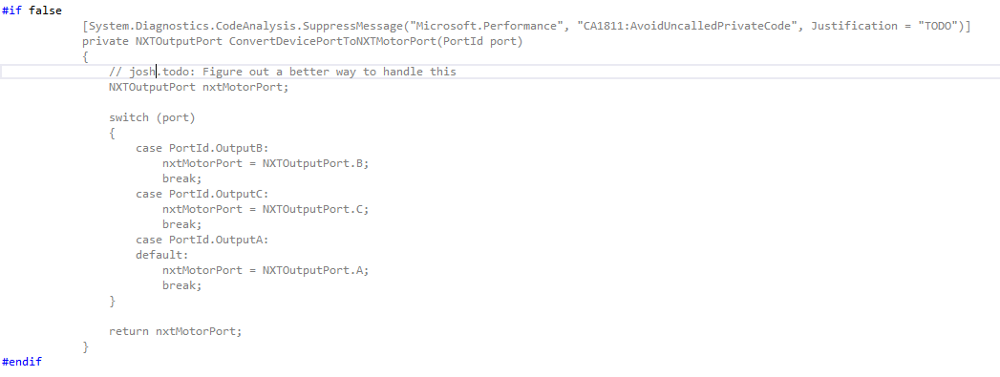 #if false
[System.Diagnostics.CodeAnalysis.SuppressMessage("Microsoft.Performance", "CA1811:AvoidUncalledPrivateCode", Justification = "TODO")]
private NXTOutputPort ConvertDevicePortToNXTMotorPort(PortId port)
{
// josh.todo: Figure out a better way to handle this
NXTOutputPort nxtMotorPort;
switch (port)
{
case PortId.OutputB:
nxtMotorPort = NXTOutputPort.B;
break;
case PortId.OutputC:
nxtMotorPort = NXTOutputPort.C;
break;
case PortId.OutputA:
default:
nxtMotorPort = NXTOutputPort.A;
break;
}
return nxtMotorPort;
}
#endif